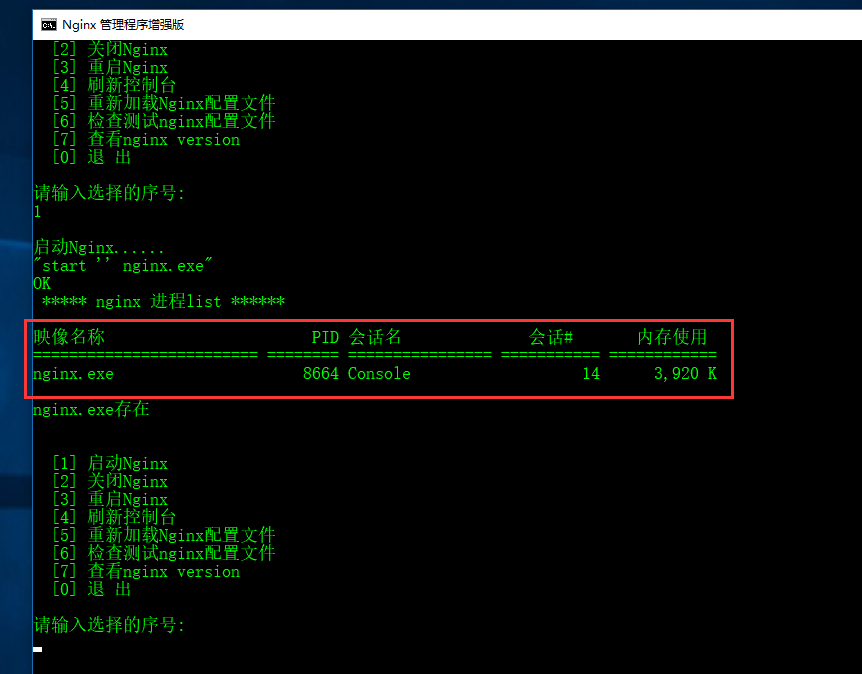 Nginx 管理程序增强版
[2] 关闭Nginx
[3] 重启Nginx
[4] 刷新控制台
[5] 重新加载Nginx配置文件
[6] 检查测试nginx配置文件
[7] 查看nginx version
[0] 退 出
请输入选择的序号:
1
启动Nginx......
"start '' nginx.exe"
OK
***** nginx 进程list ******
映像名称 PID 会话名 会话# 内存使用
========================= ======== ================ =========== ============
nginx.exe 8664 Console 14 3,920 K
nginx.exe存在
[1] 启动Nginx
[2] 关闭Nginx
[3] 重启Nginx
[4] 刷新控制台
[5] 重新加载Nginx配置文件
[6] 检查测试nginx配置文件
[7] 查看nginx version
[0] 退 出
请输入选择的序号: